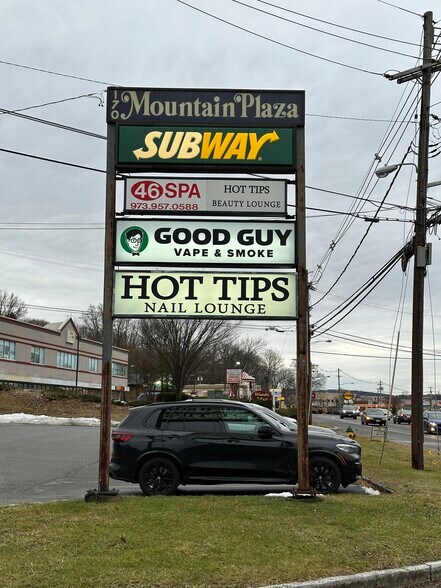 170 Mountain Plaza
SUBWAY
46 SPA
973.957.0588
HOT TIPS
BEAUTY LOUNGE
GOOD GUY
VAPE & SMOKE
HOT TIPS
NAIL LOUNGE